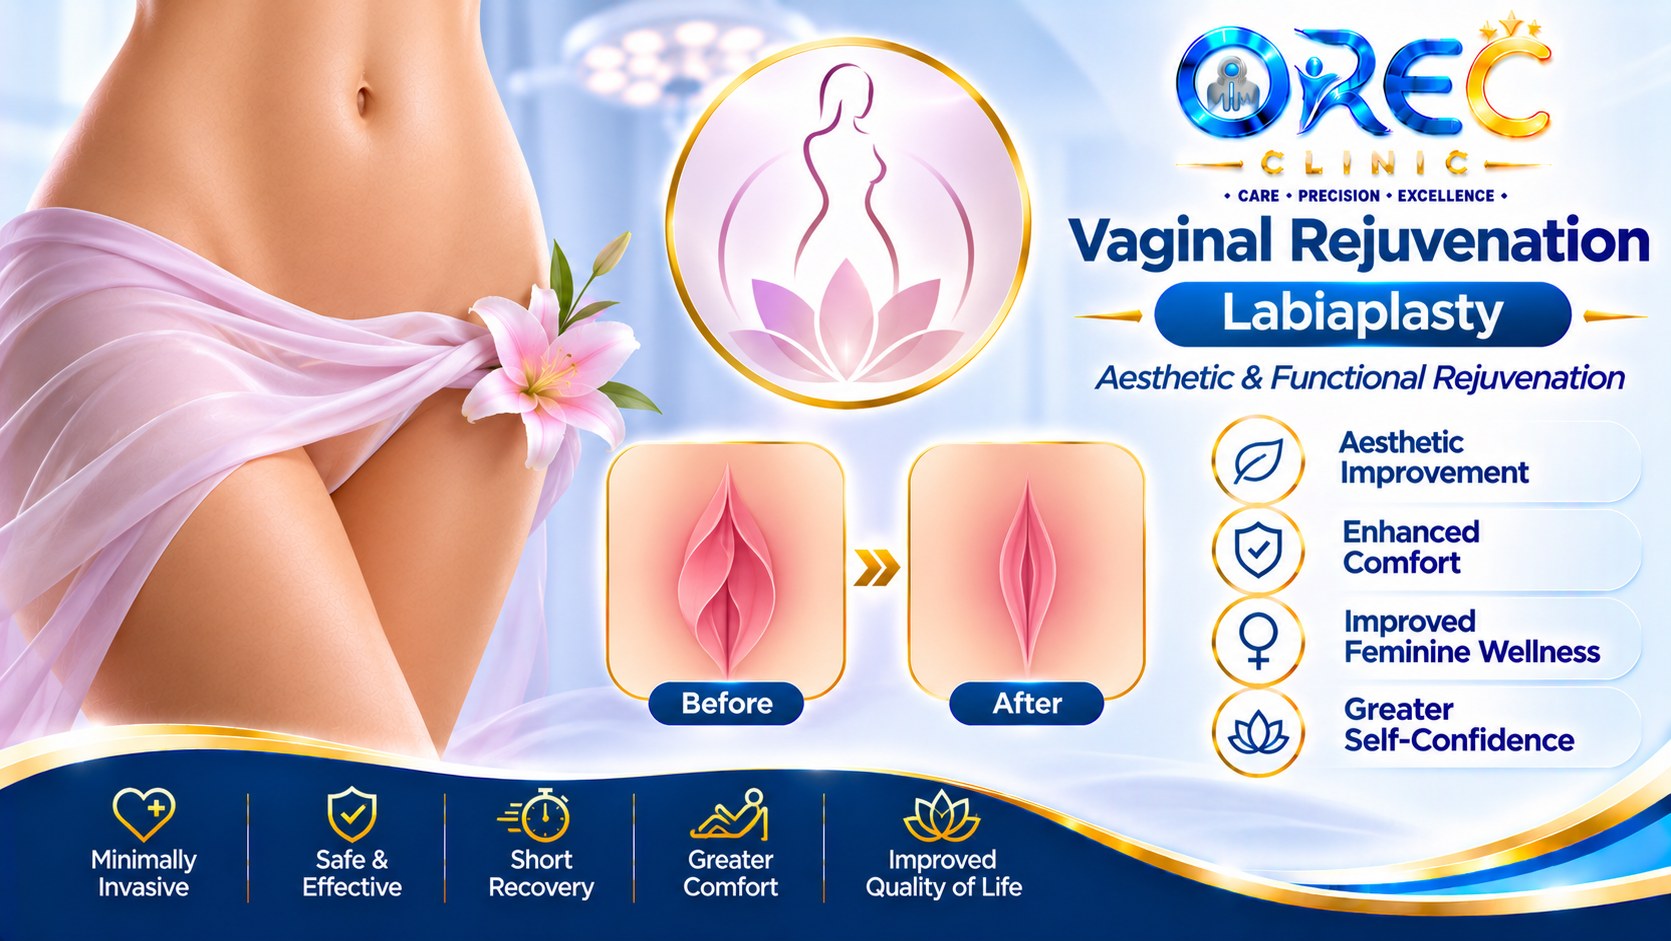 OREC
CLINIC
• CARE • PRECISION • EXCELLENCE •
Vaginal Rejuvenation
Labiaplasty
Aesthetic & Functional Rejuvenation
Aesthetic
Improvement
Enhanced
Comfort
Improved
Feminine Wellness
Greater
Self-Confidence
Before
After
Minimally
Invasive
Safe &
Effective
Short
Recovery
Greater
Comfort
Improved
Quality of Life